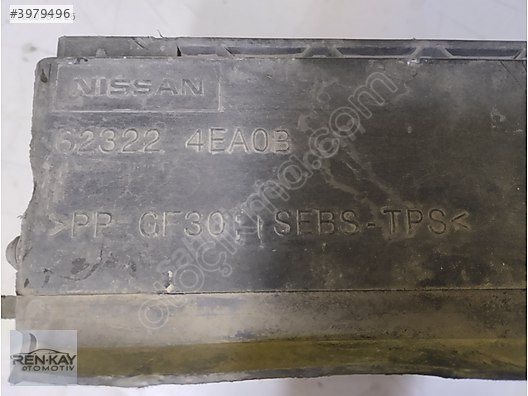 #3979496
NISSAN
62322 4EA0B
>PP GF30+SEBS-TPS<
REN-KAY
OTOMOTİV